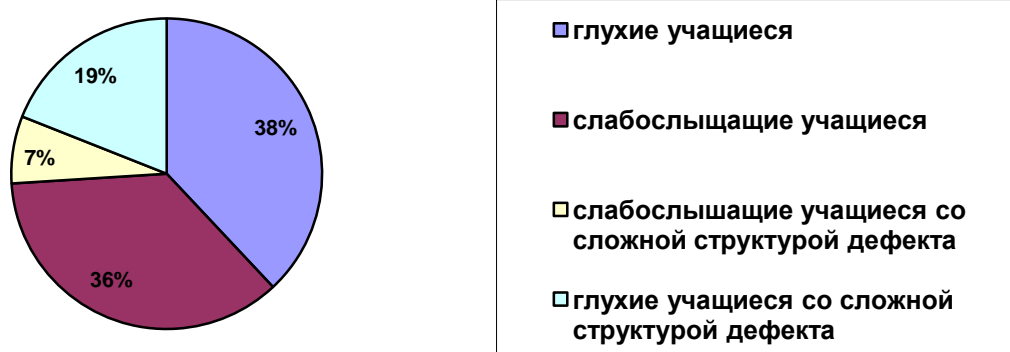 19%
38%
7%
36%
глухие учащиеся
слабослыщащие учащиеся
слабослышащие учащиеся со
сложной структурой дефекта
глухие учащиеся со сложной
структурой дефекта